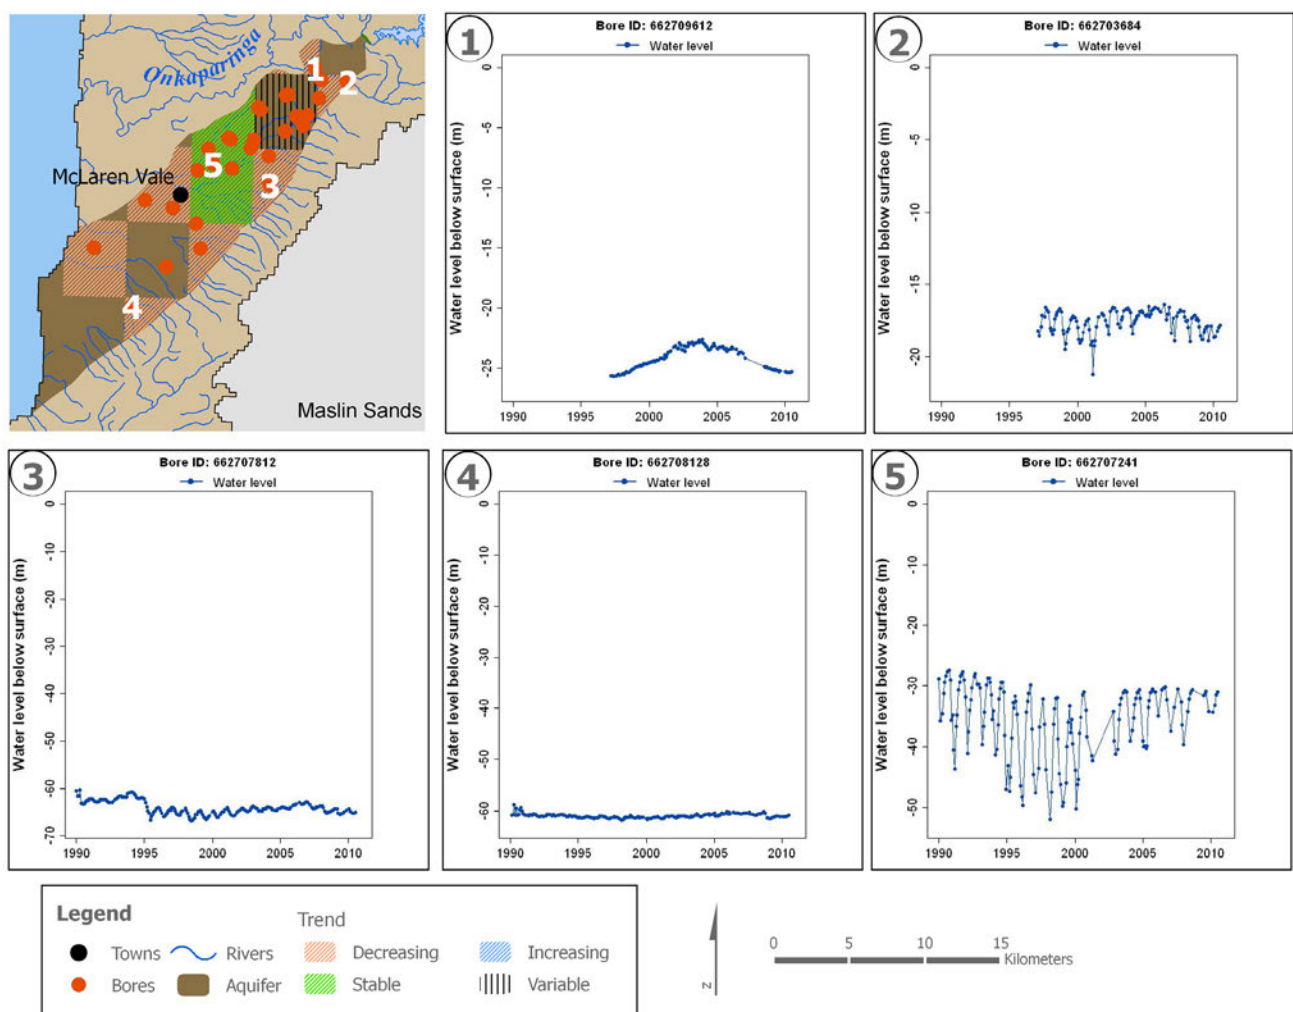 Onkaparinga
1
2
5
McLaren Vale
3
4
Maslin Sands
1
Bore ID: 662709612
Water level
Water level below surface (m)
0
-5
-10
-15
-20
-25
1990 1995 2000 2005 2010
2
Bore ID: 662703684
Water level
Water level below surface (m)
0
-5
-10
-15
-20
1990 1995 2000 2005 2010
3
Bore ID: 662707812
Water level
Water level below surface (m)
0
-10
-20
-30
-40
-50
-60
-70
1990 1995 2000 2005 2010
4
Bore ID: 662708128
Water level
Water level below surface (m)
0
-10
-20
-30
-40
-50
-60
1990 1995 2000 2005 2010
5
Bore ID: 662707241
Water level
Water level below surface (m)
0
-10
-20
-30
-40
-50
1990 1995 2000 2005 2010
Legend
Trend
Towns Rivers Decreasing Increasing
Bores Aquifer Stable Variable
N
0 5 10 15
Kilometers